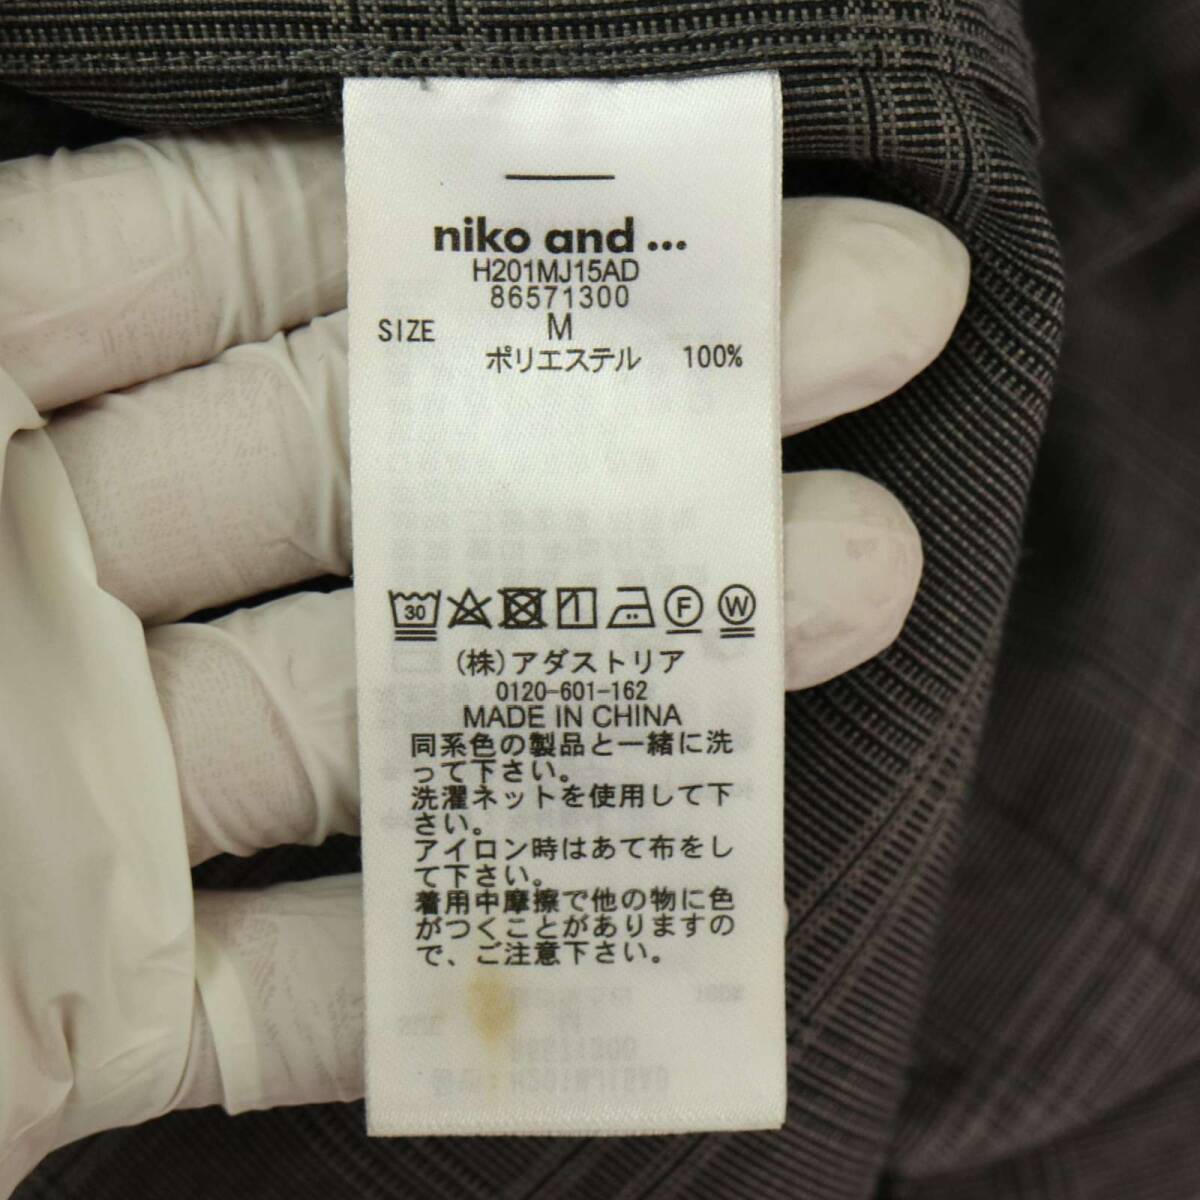 niko and ...
H201MJ15AD
86571300
SIZE M
ポリエステル 100%
30 1 F W
(株)アダストリア
0120-601-162
MADE IN CHINA
同系色の製品と一緒に洗
って下さい。
洗濯ネットを使用して下
さい。
アイロン時はあて布をし
て下さい。
着用中摩擦で他の物に色
がつくことがありますの
で、ご注意下さい。